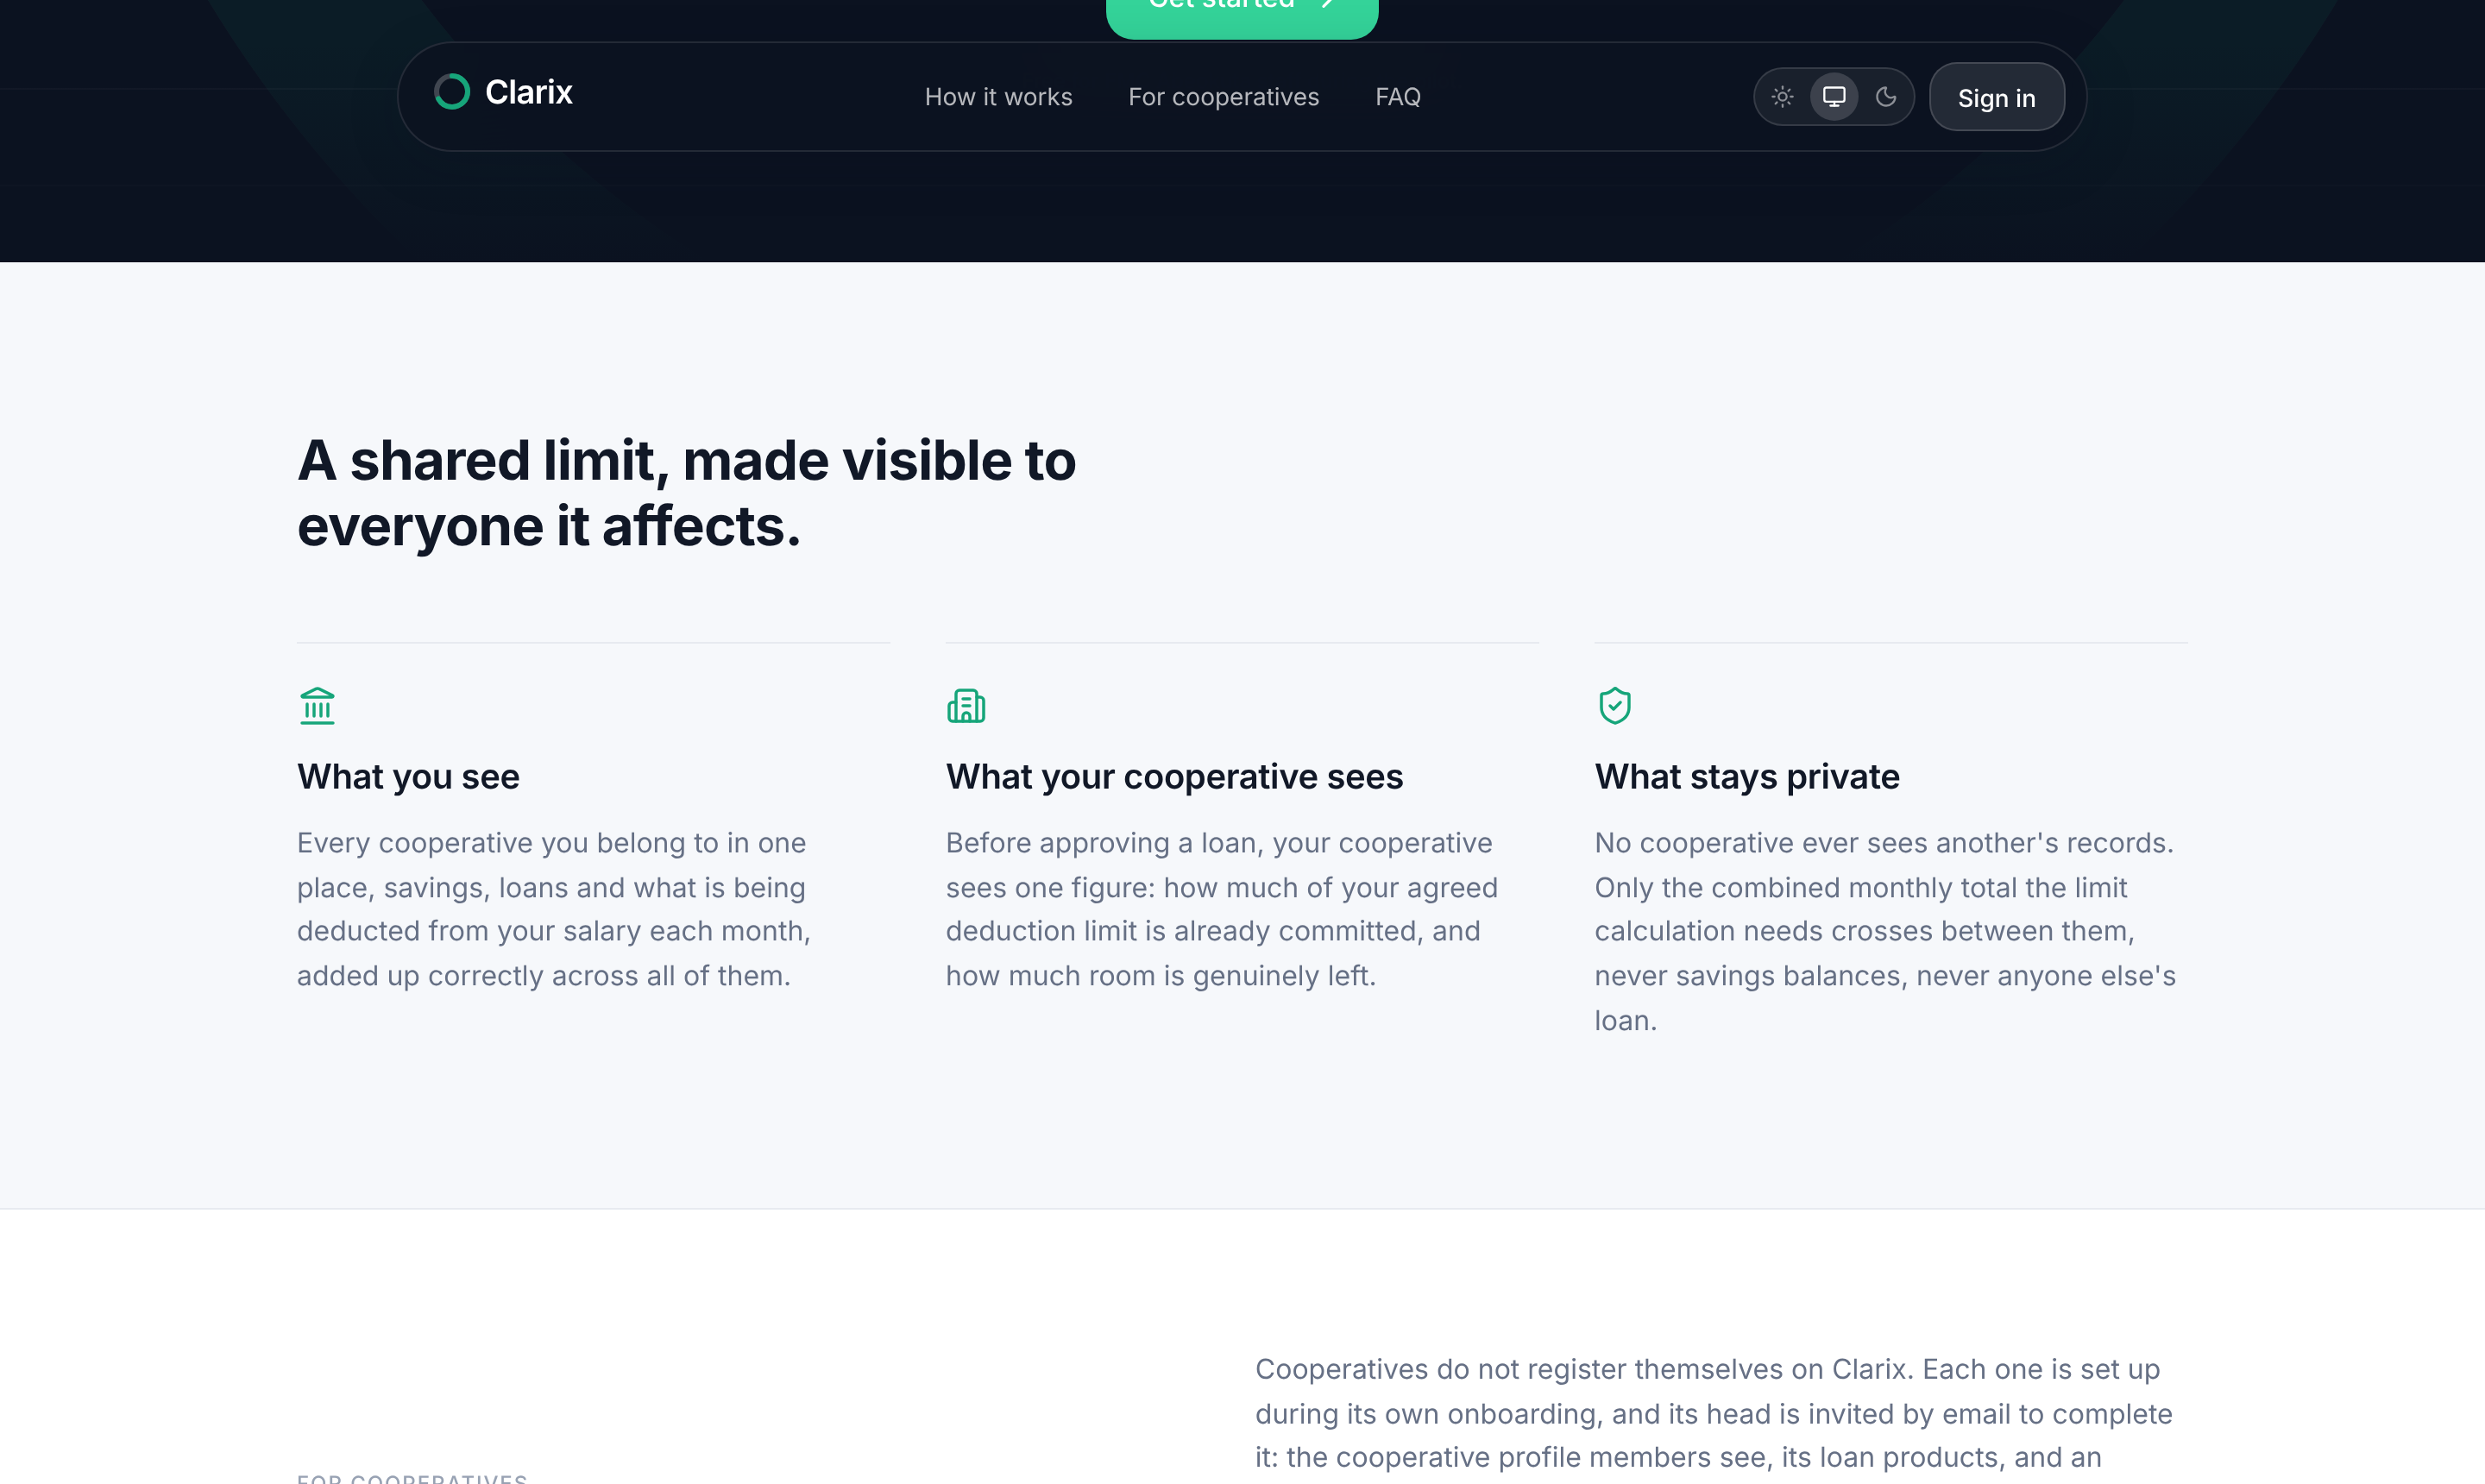 Get started
Clarix
How it works
For cooperatives
FAQ
Sign in
A shared limit, made visible to
everyone it affects.
What you see
Every cooperative you belong to in one
place, savings, loans and what is being
deducted from your salary each month,
added up correctly across all of them.
What your cooperative sees
Before approving a loan, your cooperative
sees one figure: how much of your agreed
deduction limit is already committed, and
how much room is genuinely left.
What stays private
No cooperative ever sees another's records.
Only the combined monthly total the limit
calculation needs crosses between them,
never savings balances, never anyone else's
loan.
Cooperatives do not register themselves on Clarix. Each one is set up
during its own onboarding, and its head is invited by email to complete
it: the cooperative profile members see, its loan products, and an
FOR COOPERATIVES